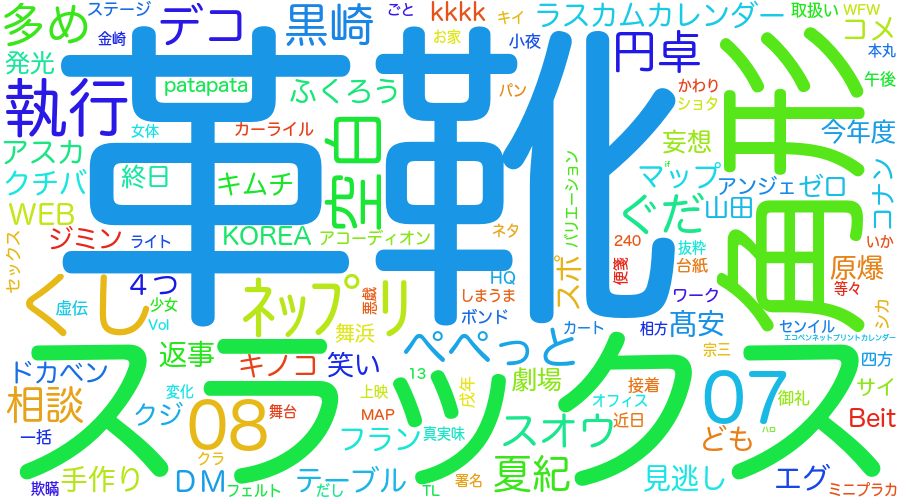 多め
ステージ
金崎
デコ
黒崎
ごと
kkkk
キイ
ラスカムカレンダー
取扱い
WFW
コメ
お家
小夜
円卓
本丸
発光
patapata
ふくろう
パン
かわり
ショタ
午後
執行
革靴
角形
女体
カーライル
空白
妄想
今年度
アスカ
終日
キムチ
バリエーション
if
マップ
アンジェ
ゼロ
コナン
クチバ
ぐだ
山田
WEB
ジミン
ライト
KOREA
アコーディオン
ネタ
240
抜粋
いか
セックス
4つ
HQ
スポ
便箋
台紙
原爆
等々
くし
虚伝
少女
Vol
ネップリ
悪戯
しまうま
ボンド
ワーク
シカ
舞浜
ぺぺっと
カート
相方
髙安
センイル
エコペンネットプリントカレンダー
返事
キノコ
笑い
宗三
四方
ドカベン
スラックス
13
劇場
接着
サイ
相談
変化
上映
戌年
オフィス
07
御礼
クジ
08
舞台
MAP
近日
Beit
一括
フラン
真実味
スオウ
ども
ハロ
クラ
手作り
DM
テーブル
署名
夏紀
見逃し
エグ
欺瞞
フェルト
だし
TL
ミニブラカ